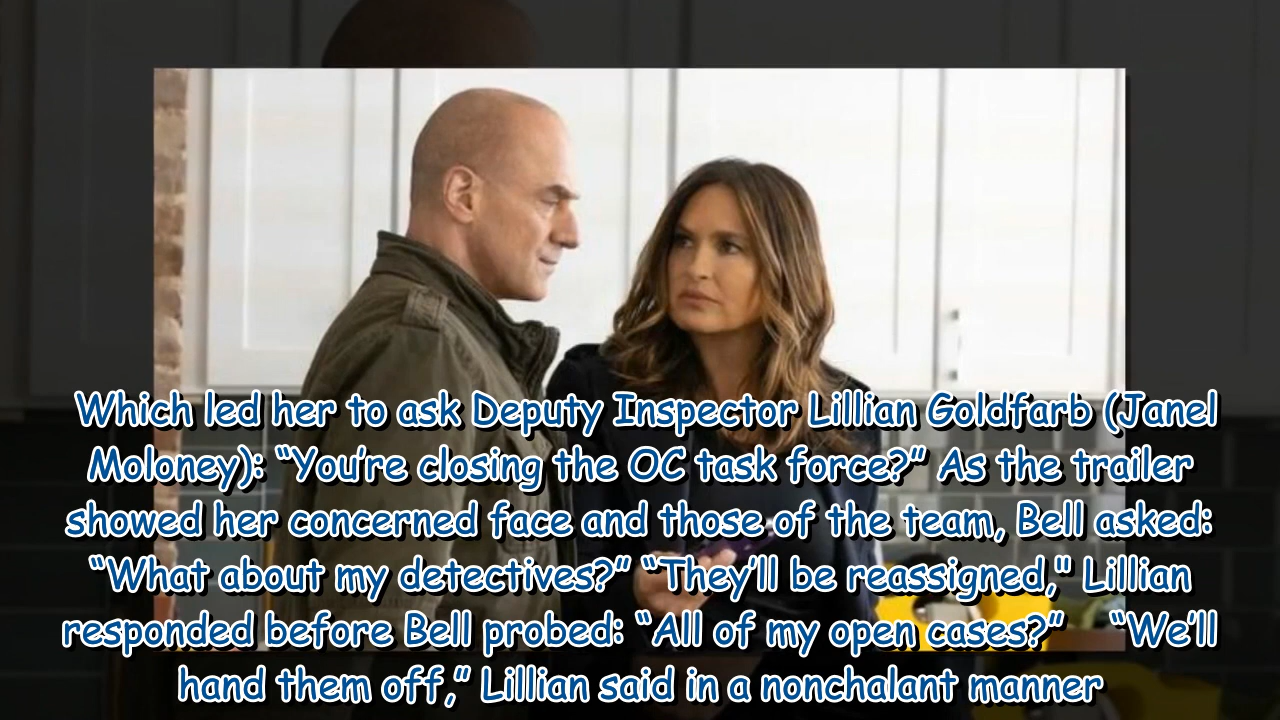 Which led her to ask Deputy Inspector Lillian Goldfarb (Janel
Moloney): “You’re closing the OC task force?” As the trailer
showed her concerned face and those of the team, Bell asked:
“What about my detectives?” “They’ll be reassigned," Lillian
responded before Bell probed: “All of my open cases?” “We’ll
hand them off,” Lillian said in a nonchalant manner